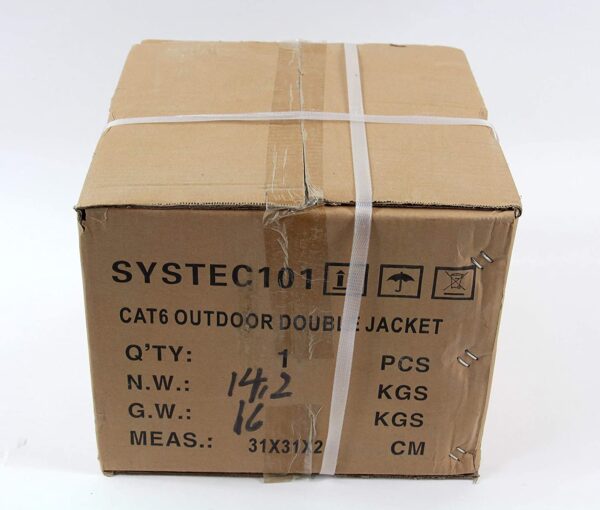 SYSTEC101
CAT6 OUTDOOR DOUBLE JACKET
Q'TY: 1 PCS
N.W.: 14.2 KGS
G.W.: 16 KGS
MEAS.: 31X31X2 CM